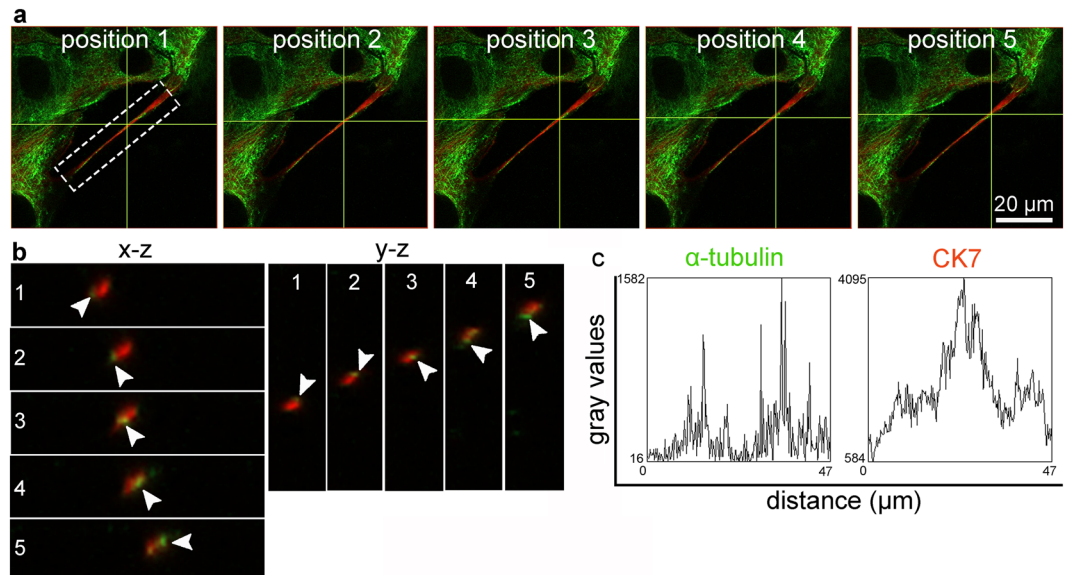 a
position 1 position 2 position 3 position 4 position 5
20 µm
b
x-z
1
2
3
4
5
y-z
1 2 3 4 5
c
α-tubulin CK7
1582 4095
gray values
16 584
0 47 0 47
distance (µm)